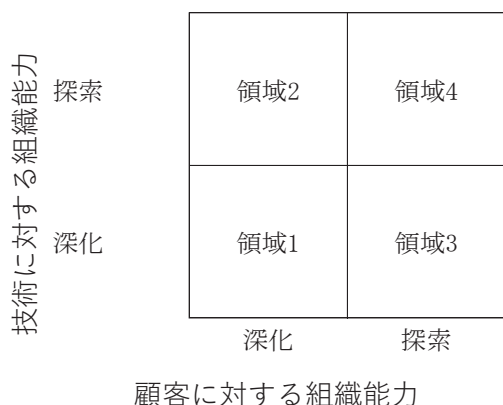 技術に対する組織能力
探索
領域2
領域4
深化
領域1
領域3
深化
探索
顧客に対する組織能力